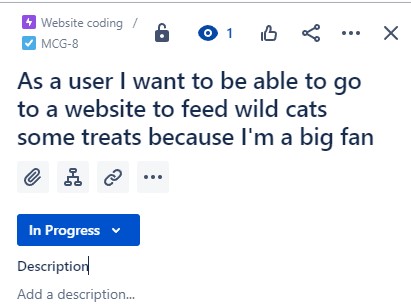 Website coding /
MCG-8
1
As a user I want to be able to go
to a website to feed wild cats
some treats because I'm a big fan
In Progress
Description
Add a description...